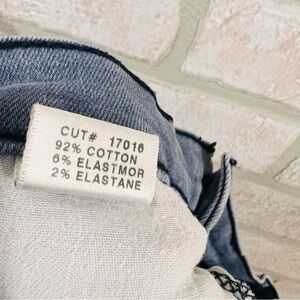 CUT# 17016
92% COTTON
6% ELASTMOR
2% ELASTANE